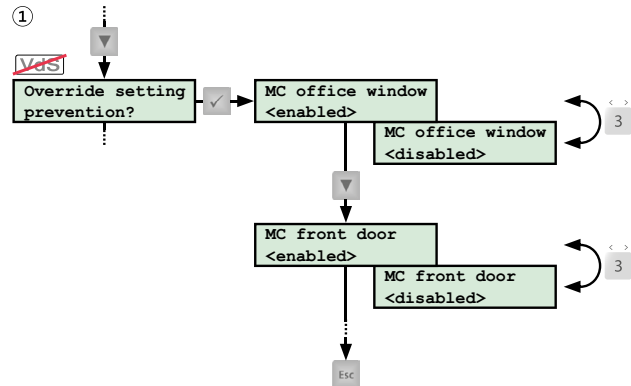 ①
▼
VdS
Override setting
prevention?
✓
MC office window
<enabled>
MC office window
<disabled>
< >
3
▼
MC front door
<enabled>
MC front door
<disabled>
< >
3
Esc